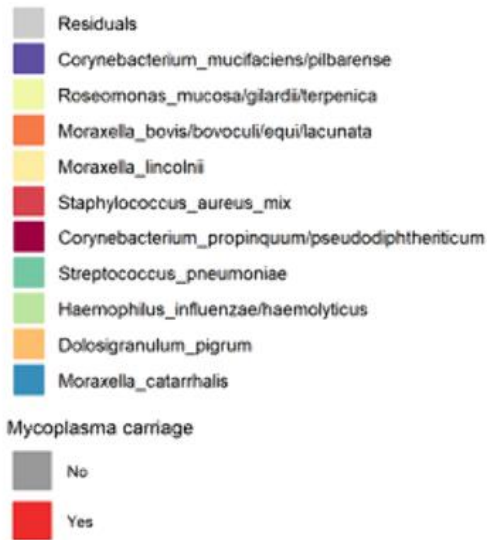 Residuals
Corynebacterium_mucifaciens/pilbarense
Roseomonas_mucosa/gilardii/terpenica
Moraxella_bovis/bovoculi/equi/lacunata
Moraxella_lincolnii
Staphylococcus_aureus_mix
Corynebacterium_propinquum/pseudodiphtheriticum
Streptococcus_pneumoniae
Haemophilus_influenzae/haemolyticus
Dolosigranulum_pigrum
Moraxella_catarrhalis
Mycoplasma carriage
No
Yes